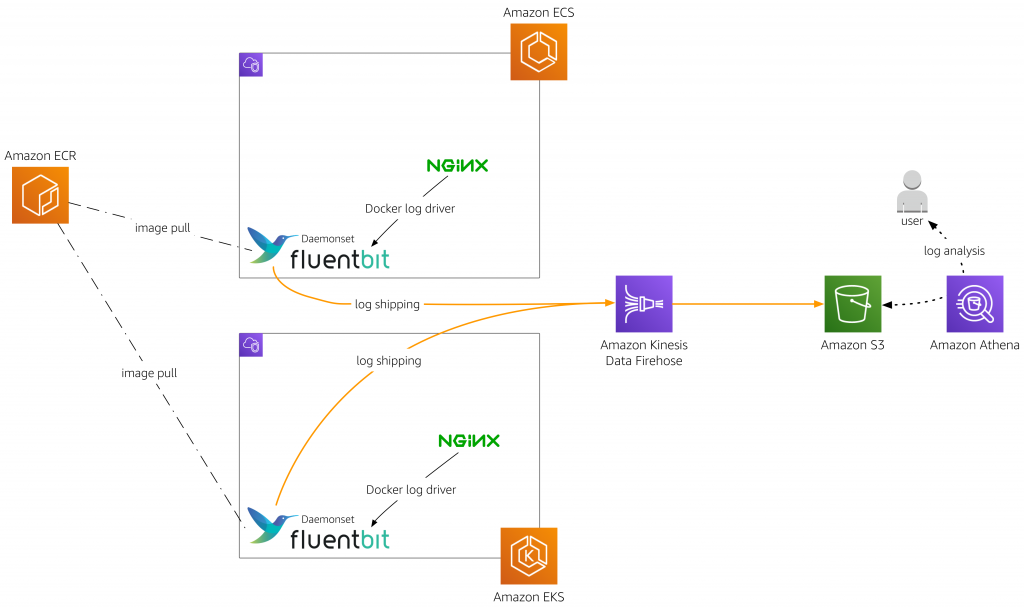 Amazon ECS
Amazon ECR
NGINX
Docker log driver
image pull
Daemonset
fluentbit
user
log analysis
log shipping
Amazon Kinesis
Data Firehose
Amazon S3
Amazon Athena
log shipping
image pull
NGINX
Docker log driver
Daemonset
fluentbit
K
Amazon EKS